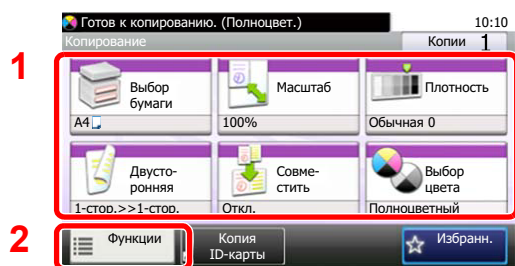 Готов к копированию. (Полноцвет.) 10:10
Копирование Копии 1
1
Выбор бумаги
A4
Масштаб
100%
Плотность
Обычная 0
Двусто-
ронняя
1-стор.>>1-стор.
Совме-
стить
Откл.
Выбор
цвета
Полноцветный
2
Функции
Копия
ID-карты
Избранн.